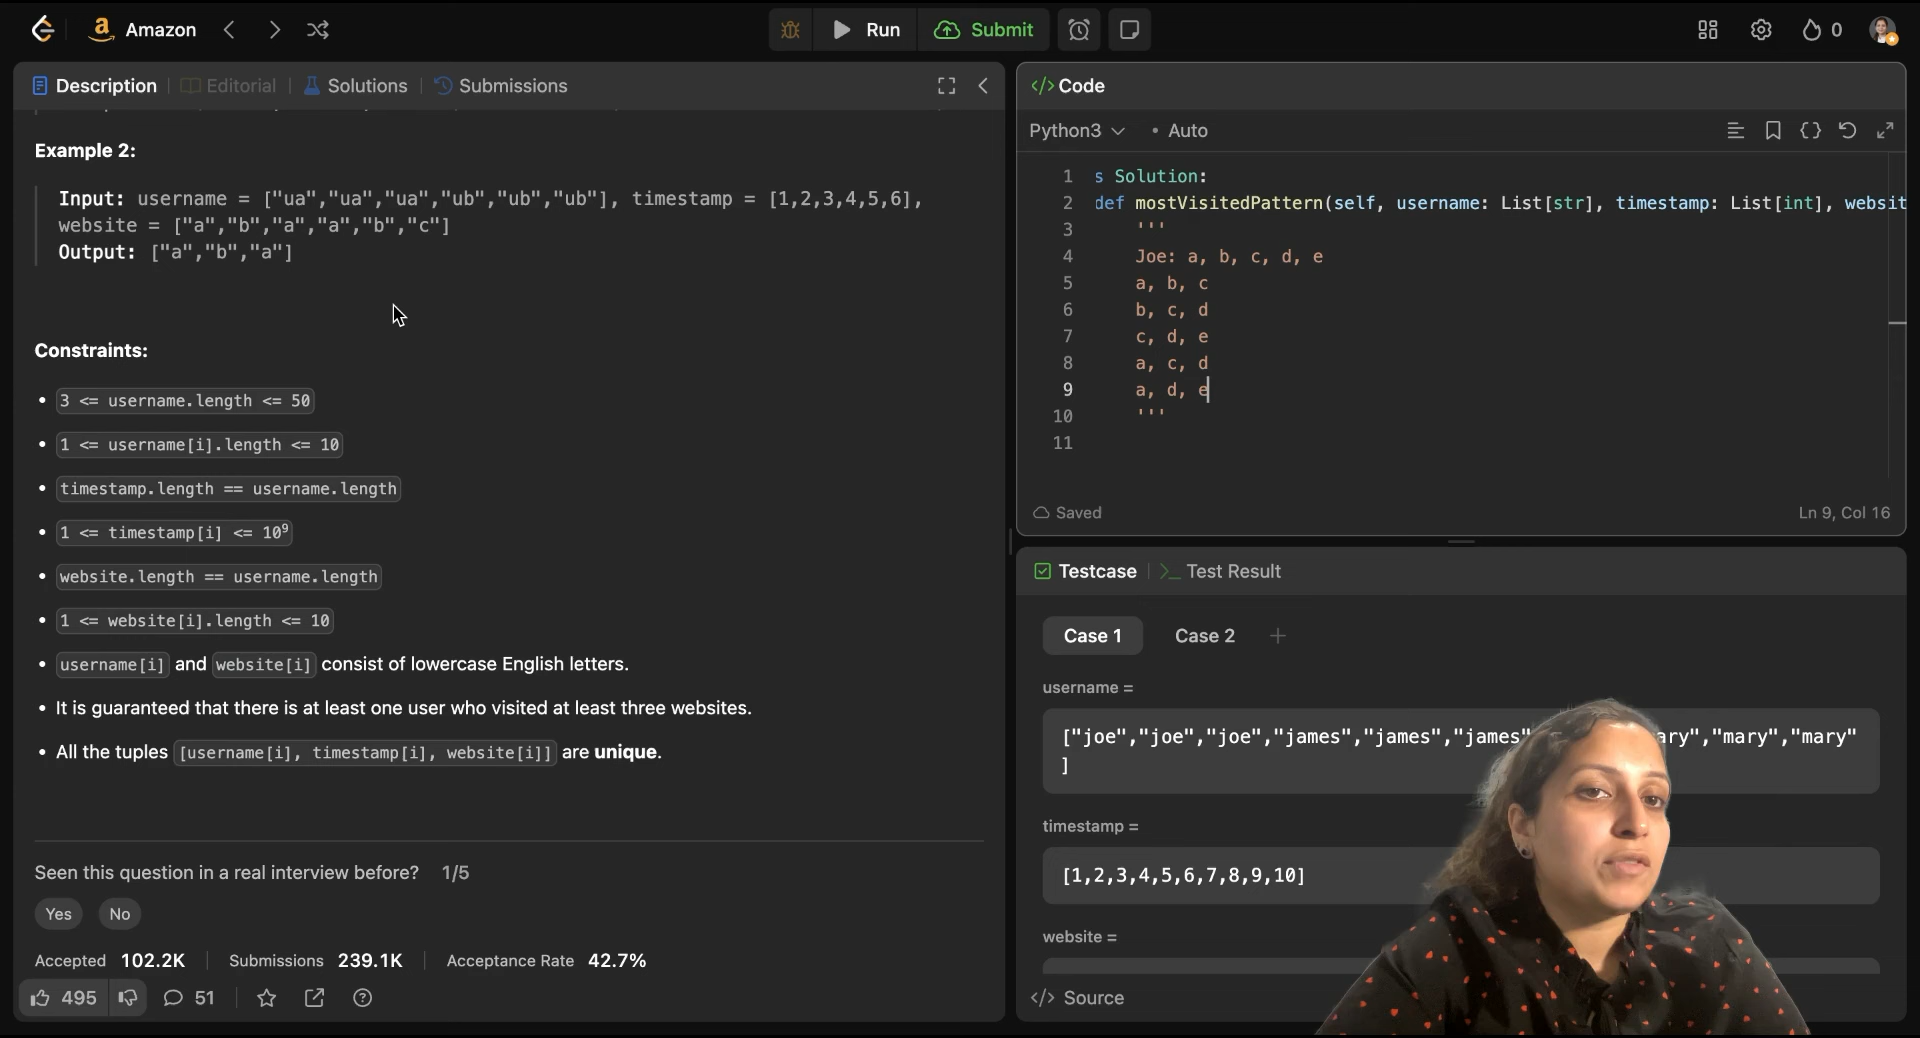 Amazon
Run
Submit
0
Description
Editorial
Solutions
Submissions
Example 2:
Input: username = ["ua","ua","ua","ub","ub","ub"], timestamp = [1,2,3,4,5,6],
website = ["a","b","a","a","b","c"]
Output: ["a","b","a"]
Constraints:
• 3 <= username.length <= 50
• 1 <= username[i].length <= 10
• timestamp.length == username.length
• 1 <= timestamp[i] <= 10⁹
• website.length == username.length
• 1 <= website[i].length <= 10
• username[i] and website[i] consist of lowercase English letters.
• It is guaranteed that there is at least one user who visited at least three websites.
• All the tuples [username[i], timestamp[i], website[i]] are unique.
Seen this question in a real interview before? 1/5
Yes No
Accepted 102.2K Submissions 239.1K Acceptance Rate 42.7%
495 51
</> Code
Python3 • Auto
1 s Solution:
2 def mostVisitedPattern(self, username: List[str], timestamp: List[int], websit
3 '''
4 Joe: a, b, c, d, e
5 a, b, c
6 b, c, d
7 c, d, e
8 a, c, d
9 a, d, e
10 '''
11
Saved
Ln 9, Col 16
Testcase
>_ Test Result
Case 1 Case 2 +
username =
["joe","joe","joe","james","james","james" ary","mary","mary"
]
timestamp =
[1,2,3,4,5,6,7,8,9,10]
website =
</> Source